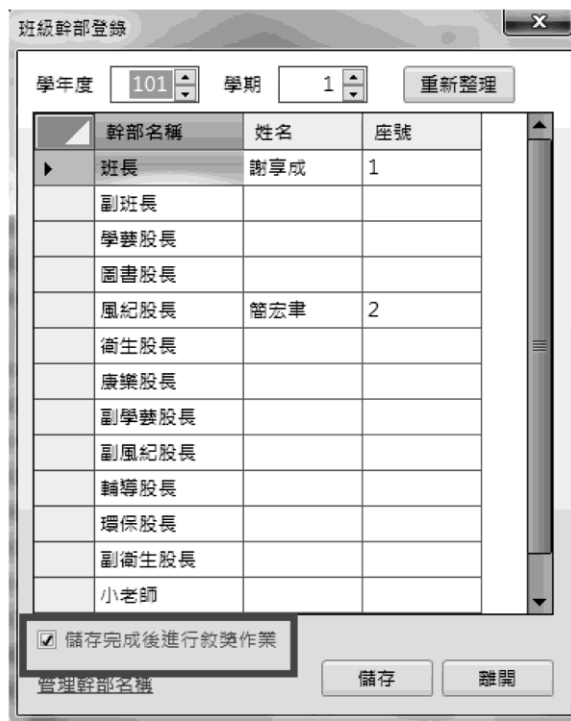 班級幹部登錄
學年度 101 學期 1 重新整理
幹部名稱 姓名 座號
班長 謝享成 1
副班長
學藝股長
圖書股長
風紀股長 簡宏聿 2
衛生股長
康樂股長
副學藝股長
副風紀股長
輔導股長
環保股長
副衛生股長
小老師
儲存完成後進行敘獎作業
管理幹部名稱 儲存 離開